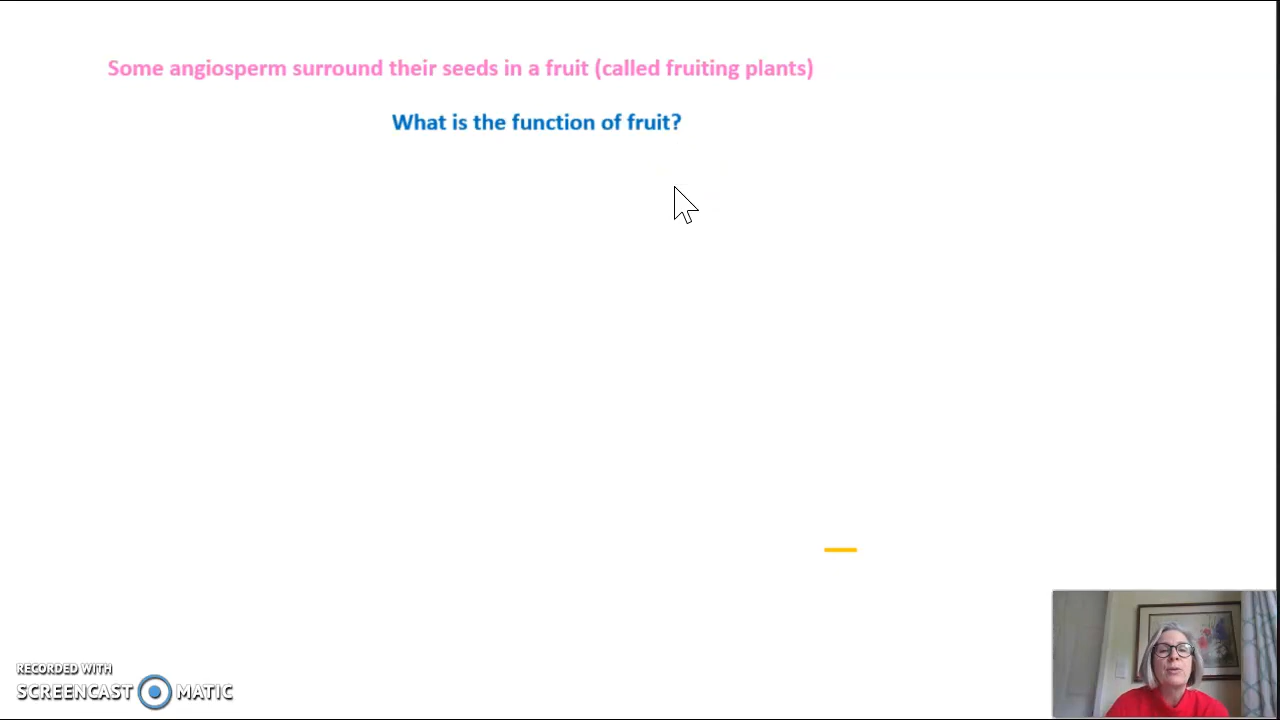 Some angiosperm surround their seeds in a fruit (called fruiting plants)
What is the function of fruit?
RECORDED WITH
SCREENCAST MATIC